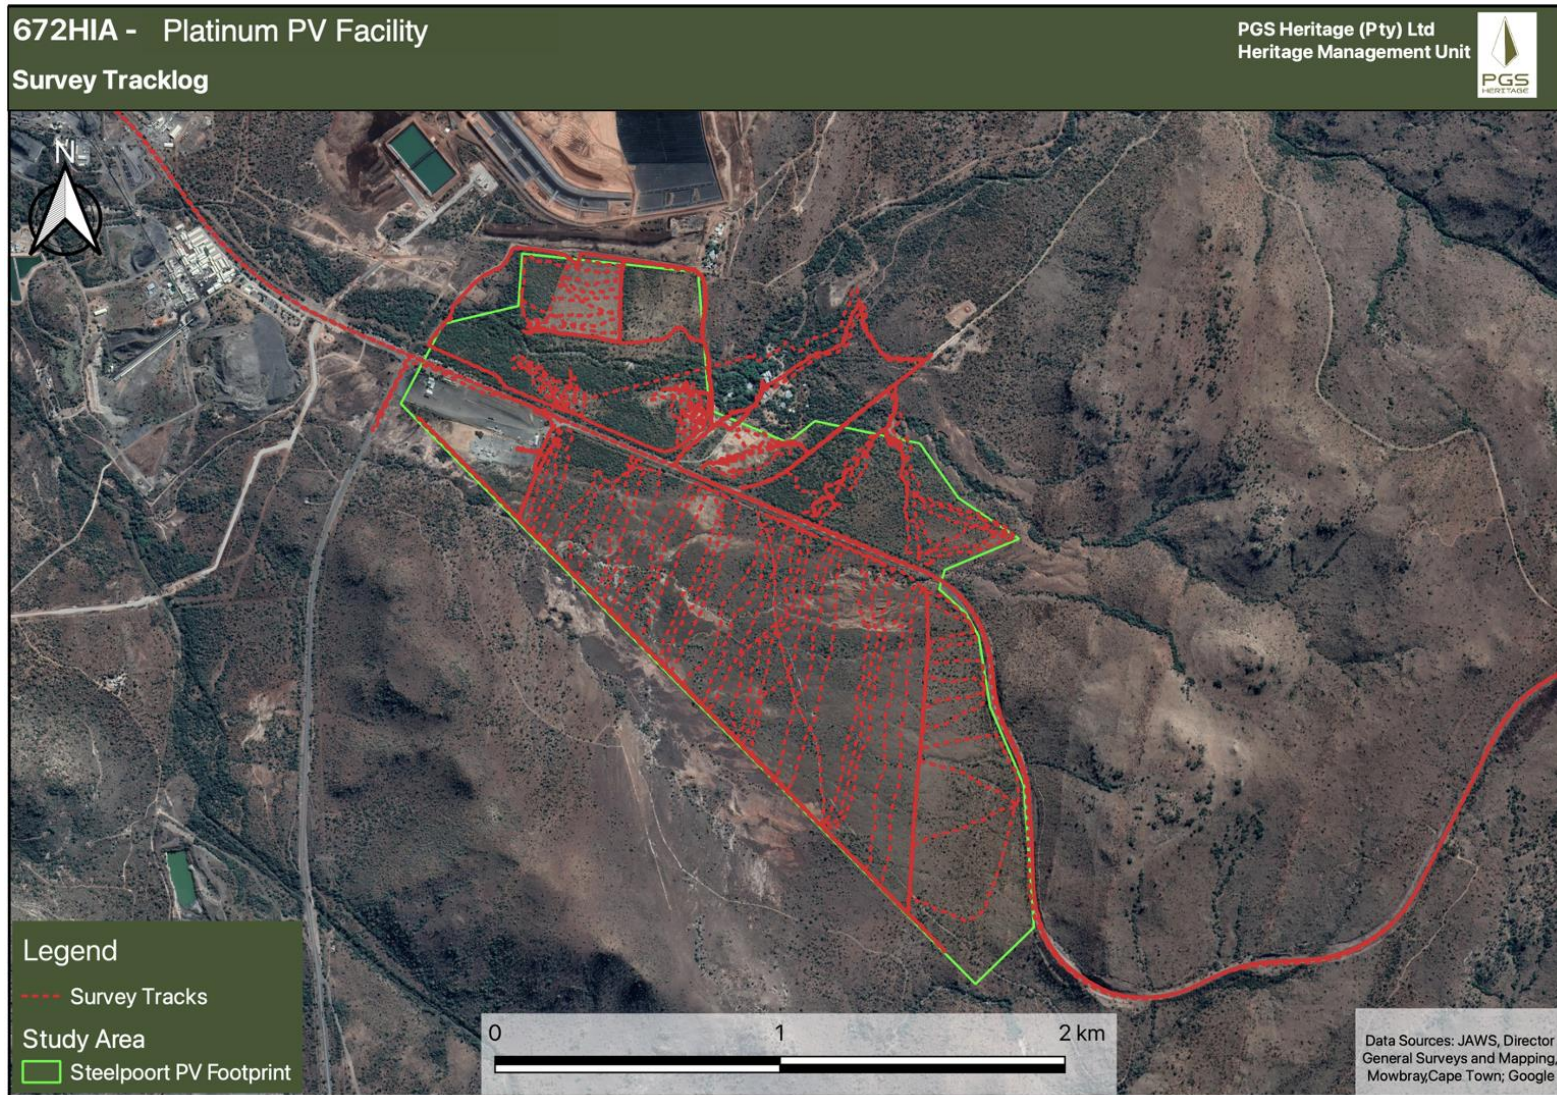 672HIA - Platinum PV Facility
Survey Tracklog
PGS Heritage (Pty) Ltd
Heritage Management Unit
PGS
HERITAGE
N
Legend
Survey Tracks
Study Area
Steelpoort PV Footprint
0 1 2 km
Data Sources: JAWS, Director
General Surveys and Mapping,
Mowbray,Cape Town; Google